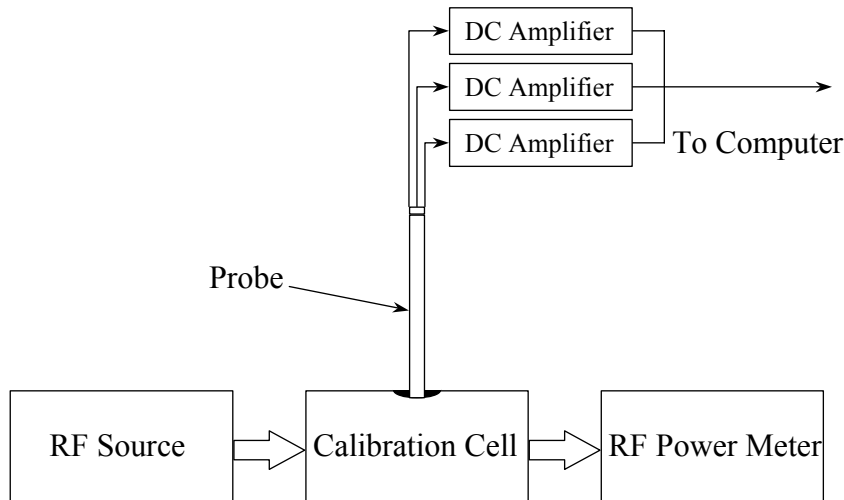 DC Amplifier
DC Amplifier
DC Amplifier
To Computer
Probe
RF Source
Calibration Cell
RF Power Meter